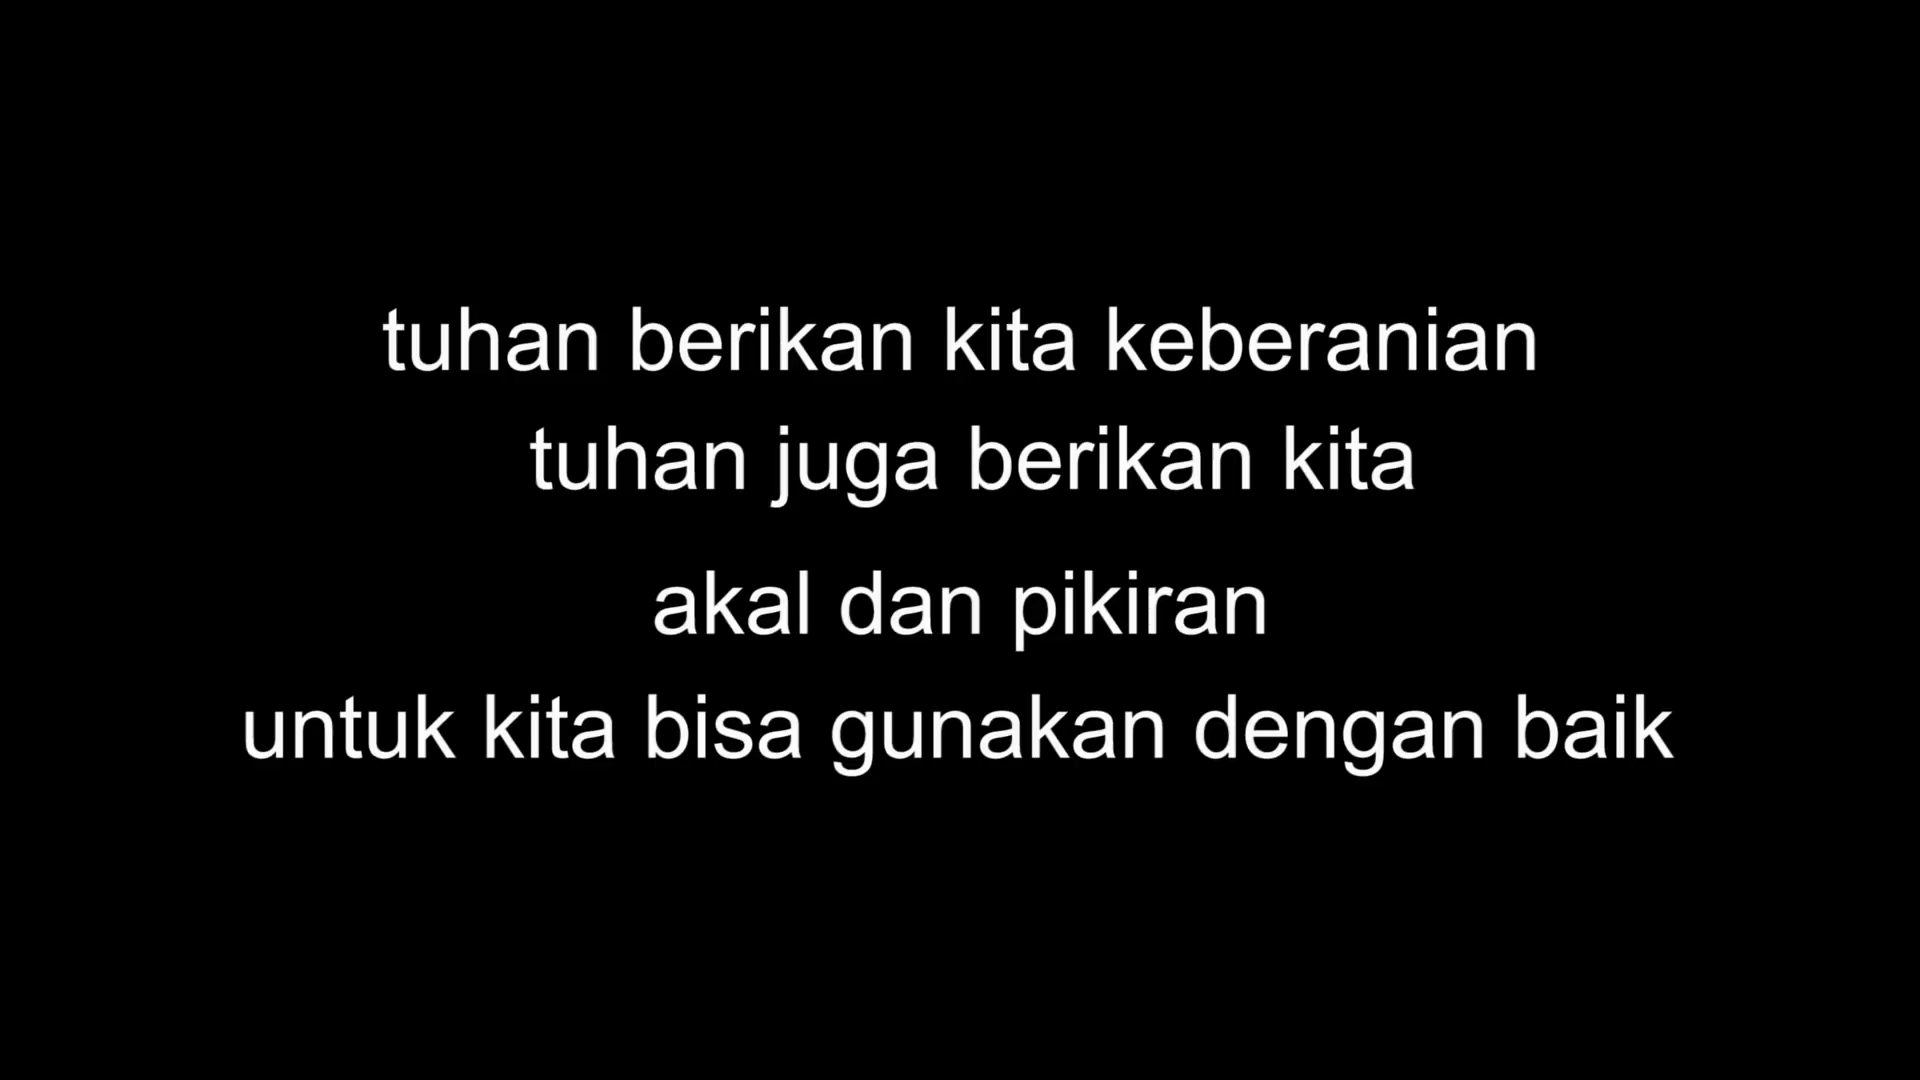 tuhan berikan kita keberanian
tuhan juga berikan kita
akal dan pikiran
untuk kita bisa gunakan dengan baik